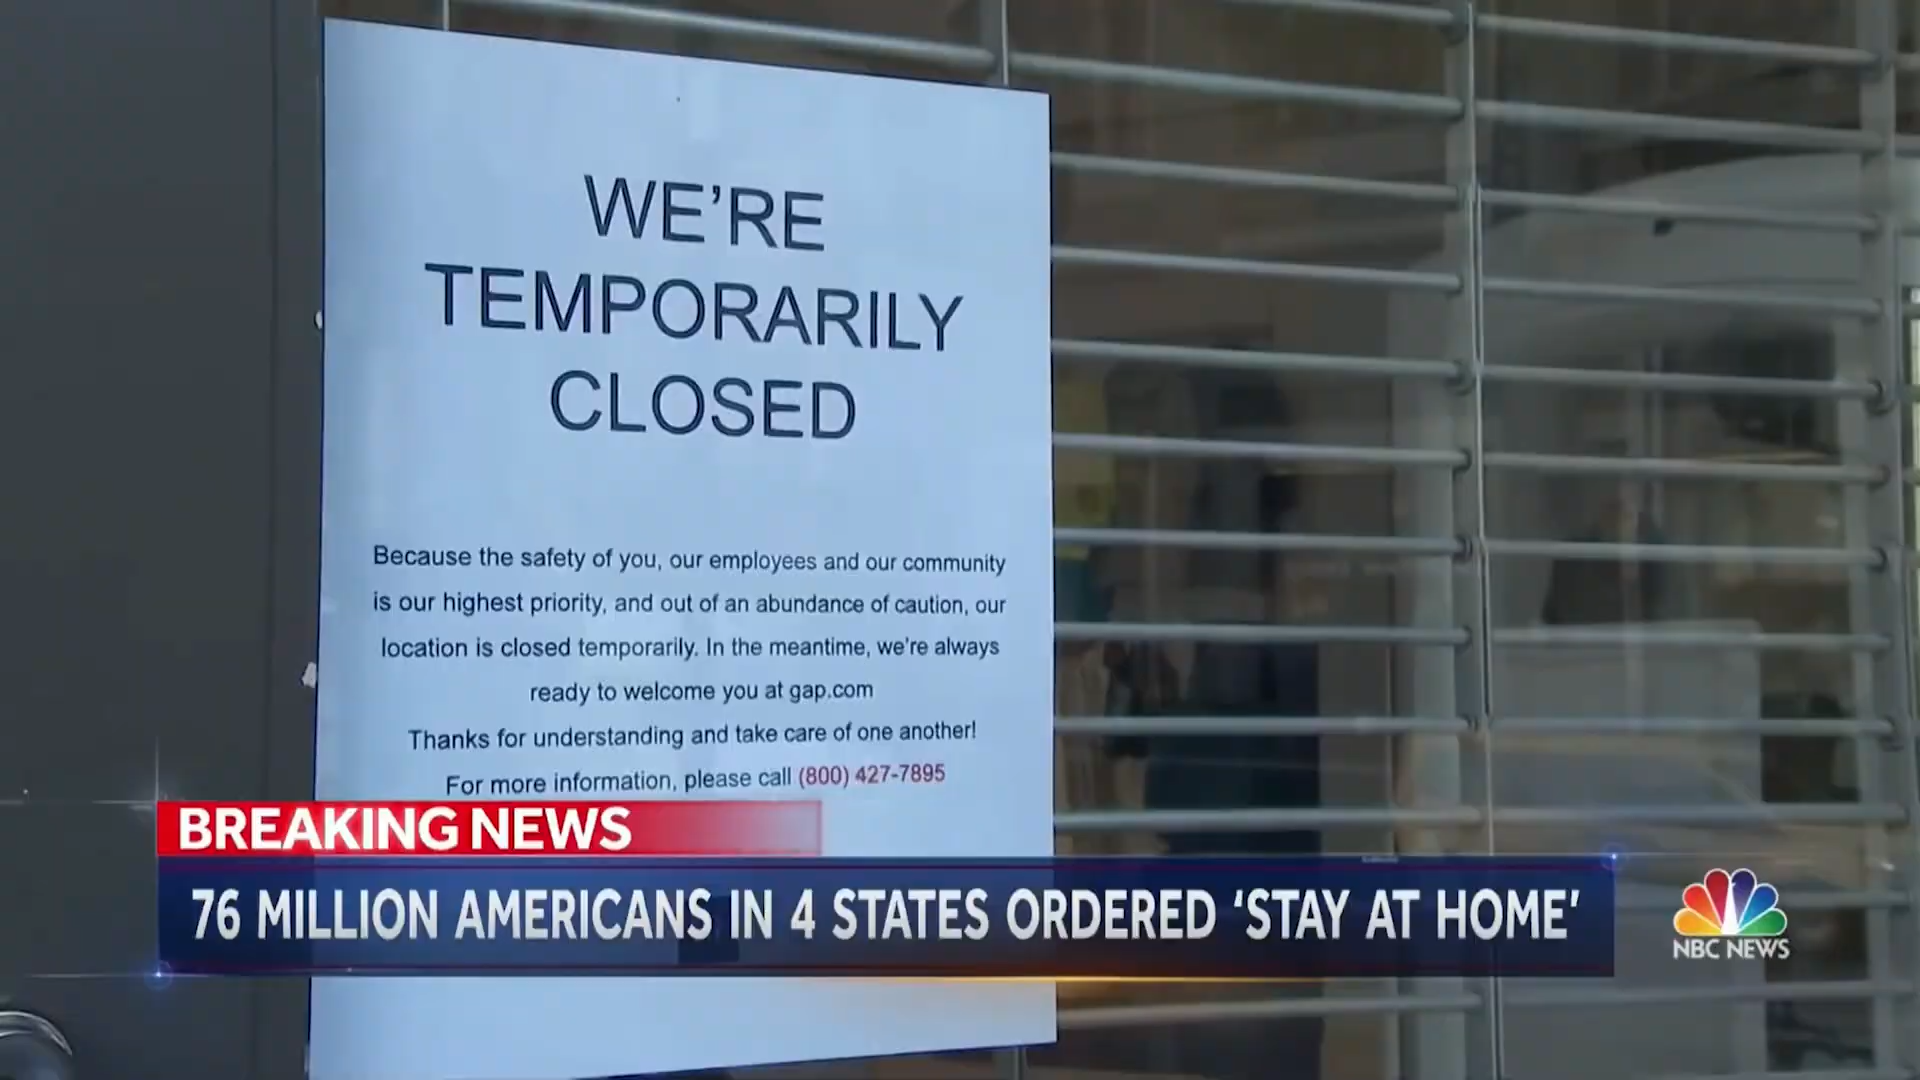 WE'RE
TEMPORARILY
CLOSED
Because the safety of you, our employees and our community
is our highest priority, and out of an abundance of caution, our
location is closed temporarily. In the meantime, we're always
ready to welcome you at gap.com
Thanks for understanding and take care of one another!
For more information, please call (800) 427-7895
BREAKING NEWS
76 MILLION AMERICANS IN 4 STATES ORDERED ‘STAY AT HOME’
NBC NEWS